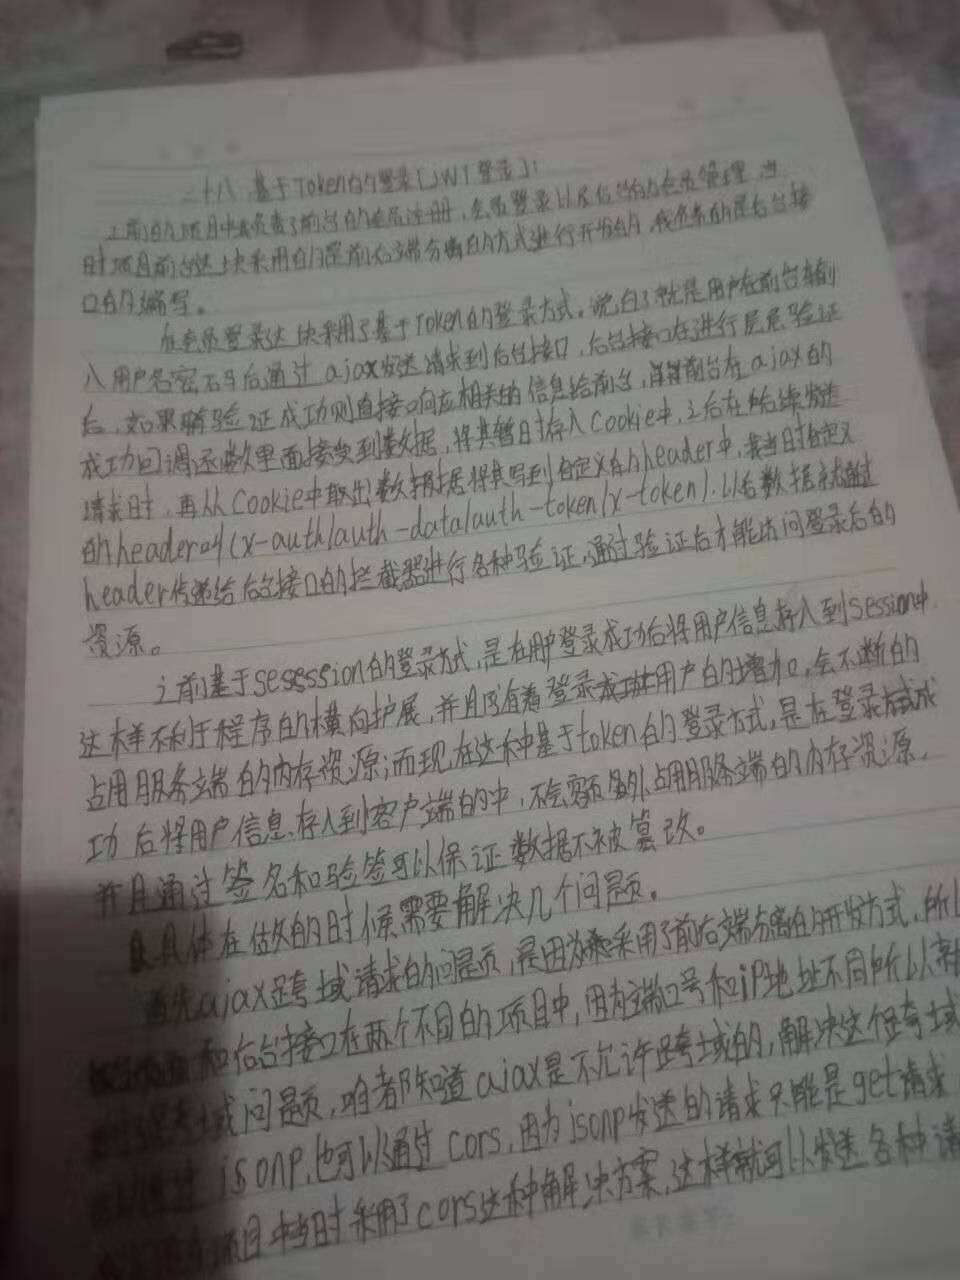 二十八 基于Token的登录[JWT登录]:
之前的项目中我负责了前台的会员注册,会员登录以及后台的会员管理,当
时项目前台这块采用的是前后端分离的方式进行开发的,我负责的是后台接
口的编写。
在会员登录这块采用了基于Token的登录方式,说白了就是用户在前台输
入用户名密码后通过ajax发送请求到后台接口,后台接口在进行层层验证
后,如果验证成功则直接响应相关的信息给前台,前台在ajax的
成功回调函数里面接受到数据,将其暂时存入Cookie中,之后在后续发送
请求时,再从Cookie中取出数据将其写到自定义的header中,我当时自定义
的header叫(x-auth/auth-data/auth-token/x-token).以后数据就通过
header传递给后台接口的拦截器进行各种验证,通过验证后才能访问登录后的
资源。
之前基于sesession的登录方式,是在用户登录成功后将用户信息存入到session中.
这样不利于程序的横向扩展,并且随着登录用户的增加,会不断的
占用服务端的内存资源;而现在这种基于token的登录方式,是在登录成
功后将用户信息存入到客户端的中,不会额外占用服务端的内存资源.
并且通过签名和验签可以保证数据不被篡改。
具体在做的时候需要解决几个问题。
首先ajax跨域请求的问题,是因为采用了前后端分离的开发方式,所以
和后台接口在两个不同的项目中,因为端口号和iP地址不同所以就
域问题,咱都知道ajax是不允许跨域的,解决这个跨域
jsonp,也可以通过cors,因为jsonp发送的请求只能是get请求
项目中当时采用了cors这种解决方案,这样就可以发送各种请